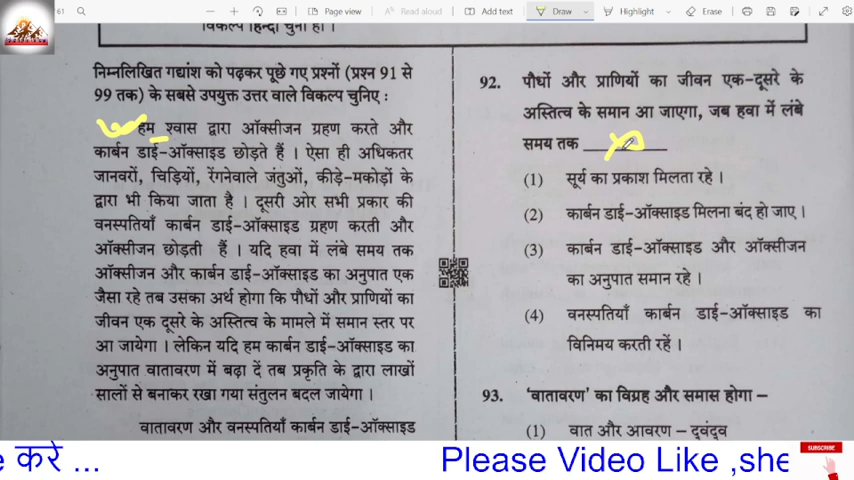 61
Page view
Read aloud
Add text
Draw
Highlight
Erase
विकल्प हिन्दी चुना हो।
निम्नलिखित गद्यांश को पढ़कर पूछे गए प्रश्नों (प्रश्न 91 से
99 तक) के सबसे उपयुक्त उत्तर वाले विकल्प चुनिए :
हम श्वास द्वारा ऑक्सीजन ग्रहण करते और
कार्बन डाई-ऑक्साइड छोड़ते हैं । ऐसा ही अधिकतर
जानवरों, चिड़ियों, रेंगनेवाले जंतुओं, कीड़े-मकोड़ों के
द्वारा भी किया जाता है । दूसरी ओर सभी प्रकार की
वनस्पतियाँ कार्बन डाई-ऑक्साइड ग्रहण करती और
ऑक्सीजन छोड़ती हैं । यदि हवा में लंबे समय तक
ऑक्सीजन और कार्बन डाई-ऑक्साइड का अनुपात एक
जैसा रहे तब उसका अर्थ होगा कि पौधों और प्राणियों का
जीवन एक दूसरे के अस्तित्व के मामले में समान स्तर पर
आ जायेगा । लेकिन यदि हम कार्बन डाई-ऑक्साइड का
अनुपात वातावरण में बढ़ा दें तब प्रकृति के द्वारा लाखों
सालों से बनाकर रखा गया संतुलन बदल जायेगा ।
वातावरण और वनस्पतियाँ कार्बन डाई-ऑक्साइड
92. पौधों और प्राणियों का जीवन एक-दूसरे के
अस्तित्व के समान आ जाएगा, जब हवा में लंबे
समय तक ________
(1) सूर्य का प्रकाश मिलता रहे ।
(2) कार्बन डाई-ऑक्साइड मिलना बंद हो जाए ।
(3) कार्बन डाई-ऑक्साइड और ऑक्सीजन
का अनुपात समान रहे ।
(4) वनस्पतियाँ कार्बन डाई-ऑक्साइड का
विनिमय करती रहें ।
93. 'वातावरण' का विग्रह और समास होगा –
(1) वात और आवरण – द्वंद्व
e करे ...
Please Video Like ,she
SUBSCRIBE